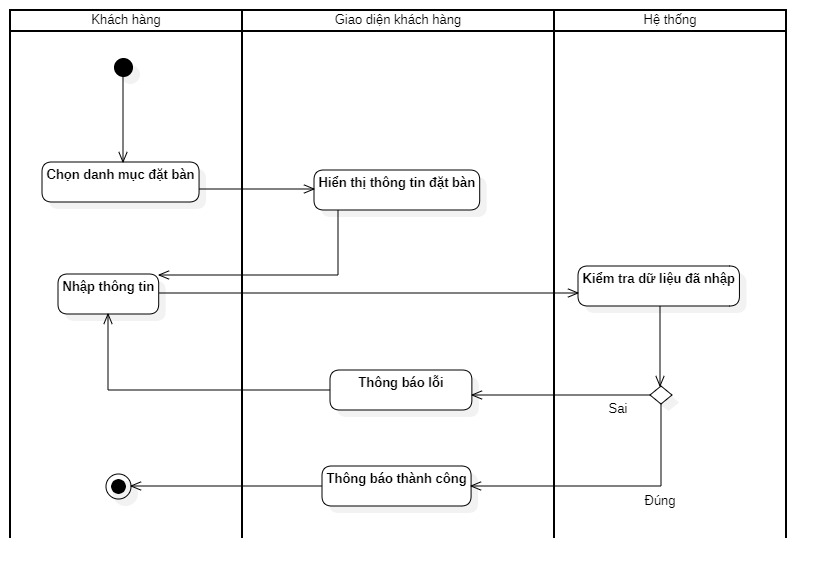 Khách hàng
Giao diện khách hàng
Hệ thống
Chọn danh mục đặt bàn
Hiển thị thông tin đặt bàn
Nhập thông tin
Kiểm tra dữ liệu đã nhập
Thông báo lỗi
Sai
Thông báo thành công
Đúng